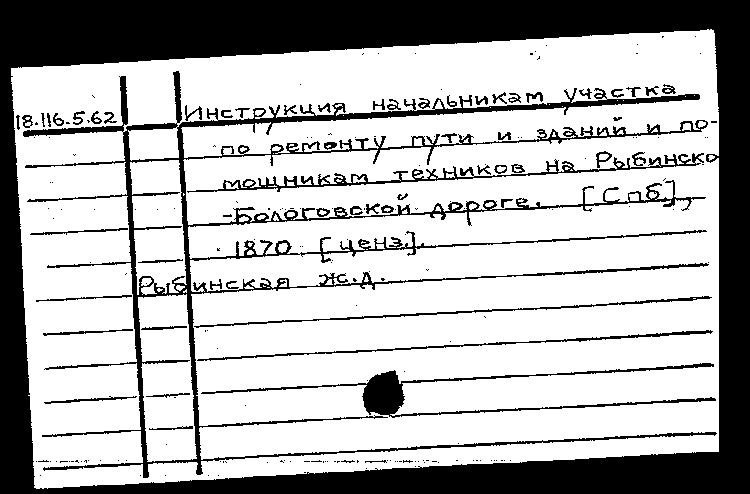 18.116.5.62 Инструкция начальникам участка
по ремонту пути и зданий и по-
мощникам техников на Рыбинско
-Бологовской дороге. [Спб.],
1870 [ценз.].
Рыбинская ж.д.